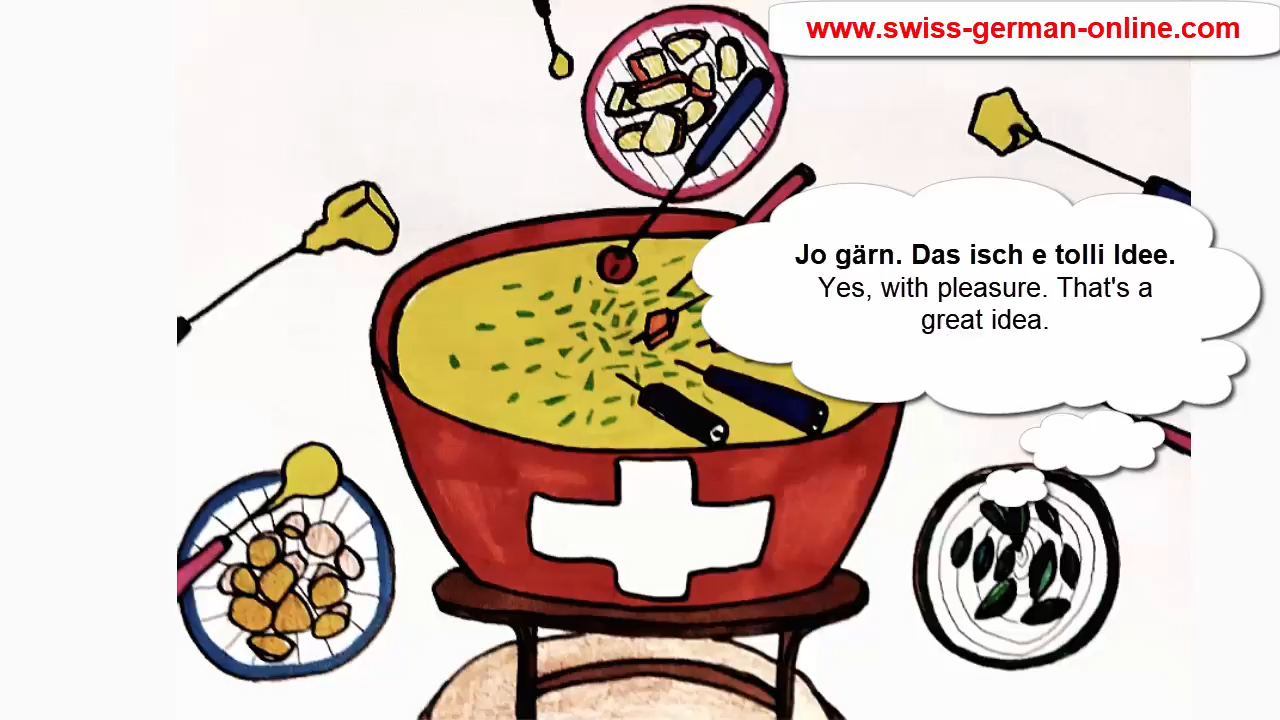 www.swiss-german-online.com
Jo gärn. Das isch e tolli Idee.
Yes, with pleasure. That's a
great idea.